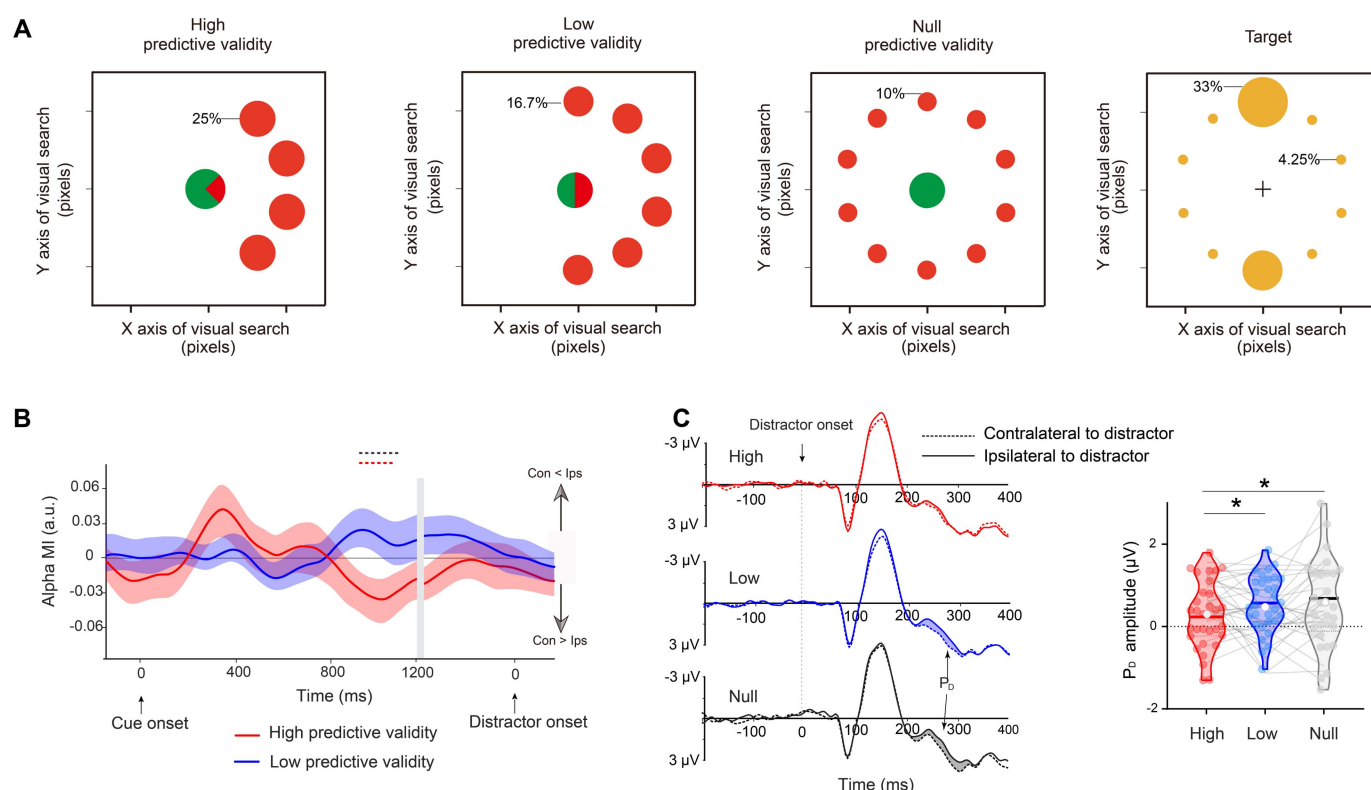 A
High
predictive validity
Low
predictive validity
Null
predictive validity
Target
25%
16.7%
10%
33%
4.25%
Y axis of visual search
(pixels)
Y axis of visual search
(pixels)
Y axis of visual search
(pixels)
Y axis of visual search
(pixels)
X axis of visual search
(pixels)
X axis of visual search
(pixels)
X axis of visual search
(pixels)
X axis of visual search
(pixels)
B
Alpha MI (a.u.)
0.06
0.03
0
-0.03
-0.06
Con < Ips
Con > Ips
400
800
1200
0
0
Time (ms)
Cue onset
Distractor onset
High predictive validity
Low predictive validity
C
Distractor onset
Contralateral to distractor
Ipsilateral to distractor
-3 µV
High
-100
100
200
300
400
3 µV
-3 µV
Low
-100
100
200
300
400
3 µV
PD
Null
-100
0
100
200
300
400
3 µV
Time (ms)
*
*
PD amplitude (µV)
2
0
-2
High
Low
Null